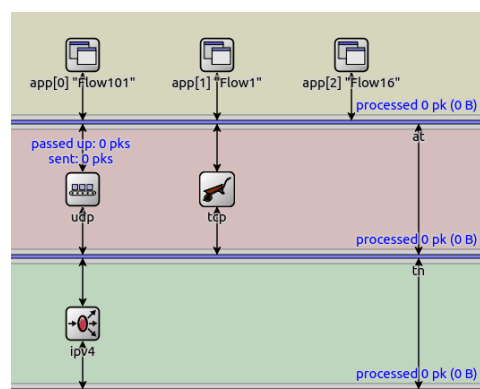 app[0] "Flow101"
app[1] "Flow1"
app[2] "Flow16"
processed 0 pk (0 B)
passed up: 0 pks
sent: 0 pks
at
udp
tcp
processed 0 pk (0 B)
tn
ipv4
processed 0 pk (0 B)